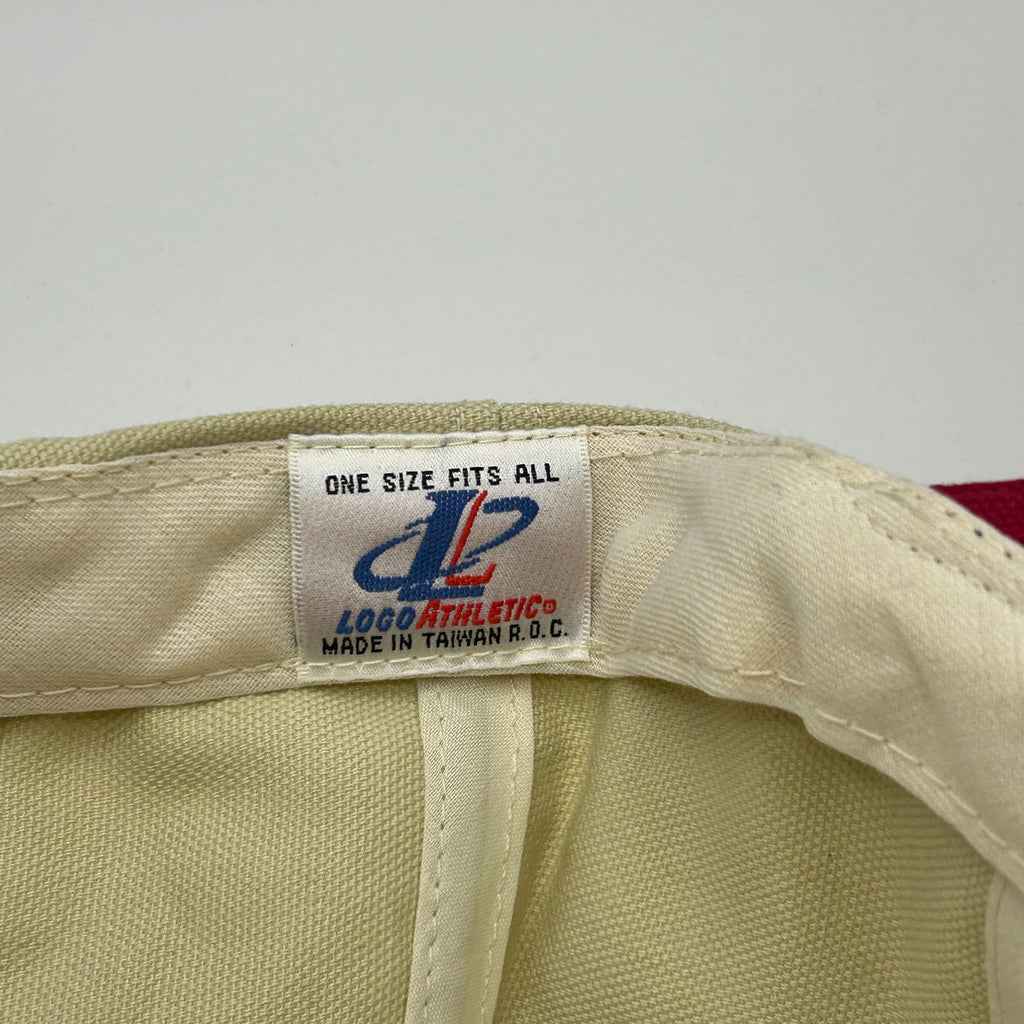 ONE SIZE FITS ALL
LOGO ATHLETIC®
MADE IN TAIWAN R.O.C.